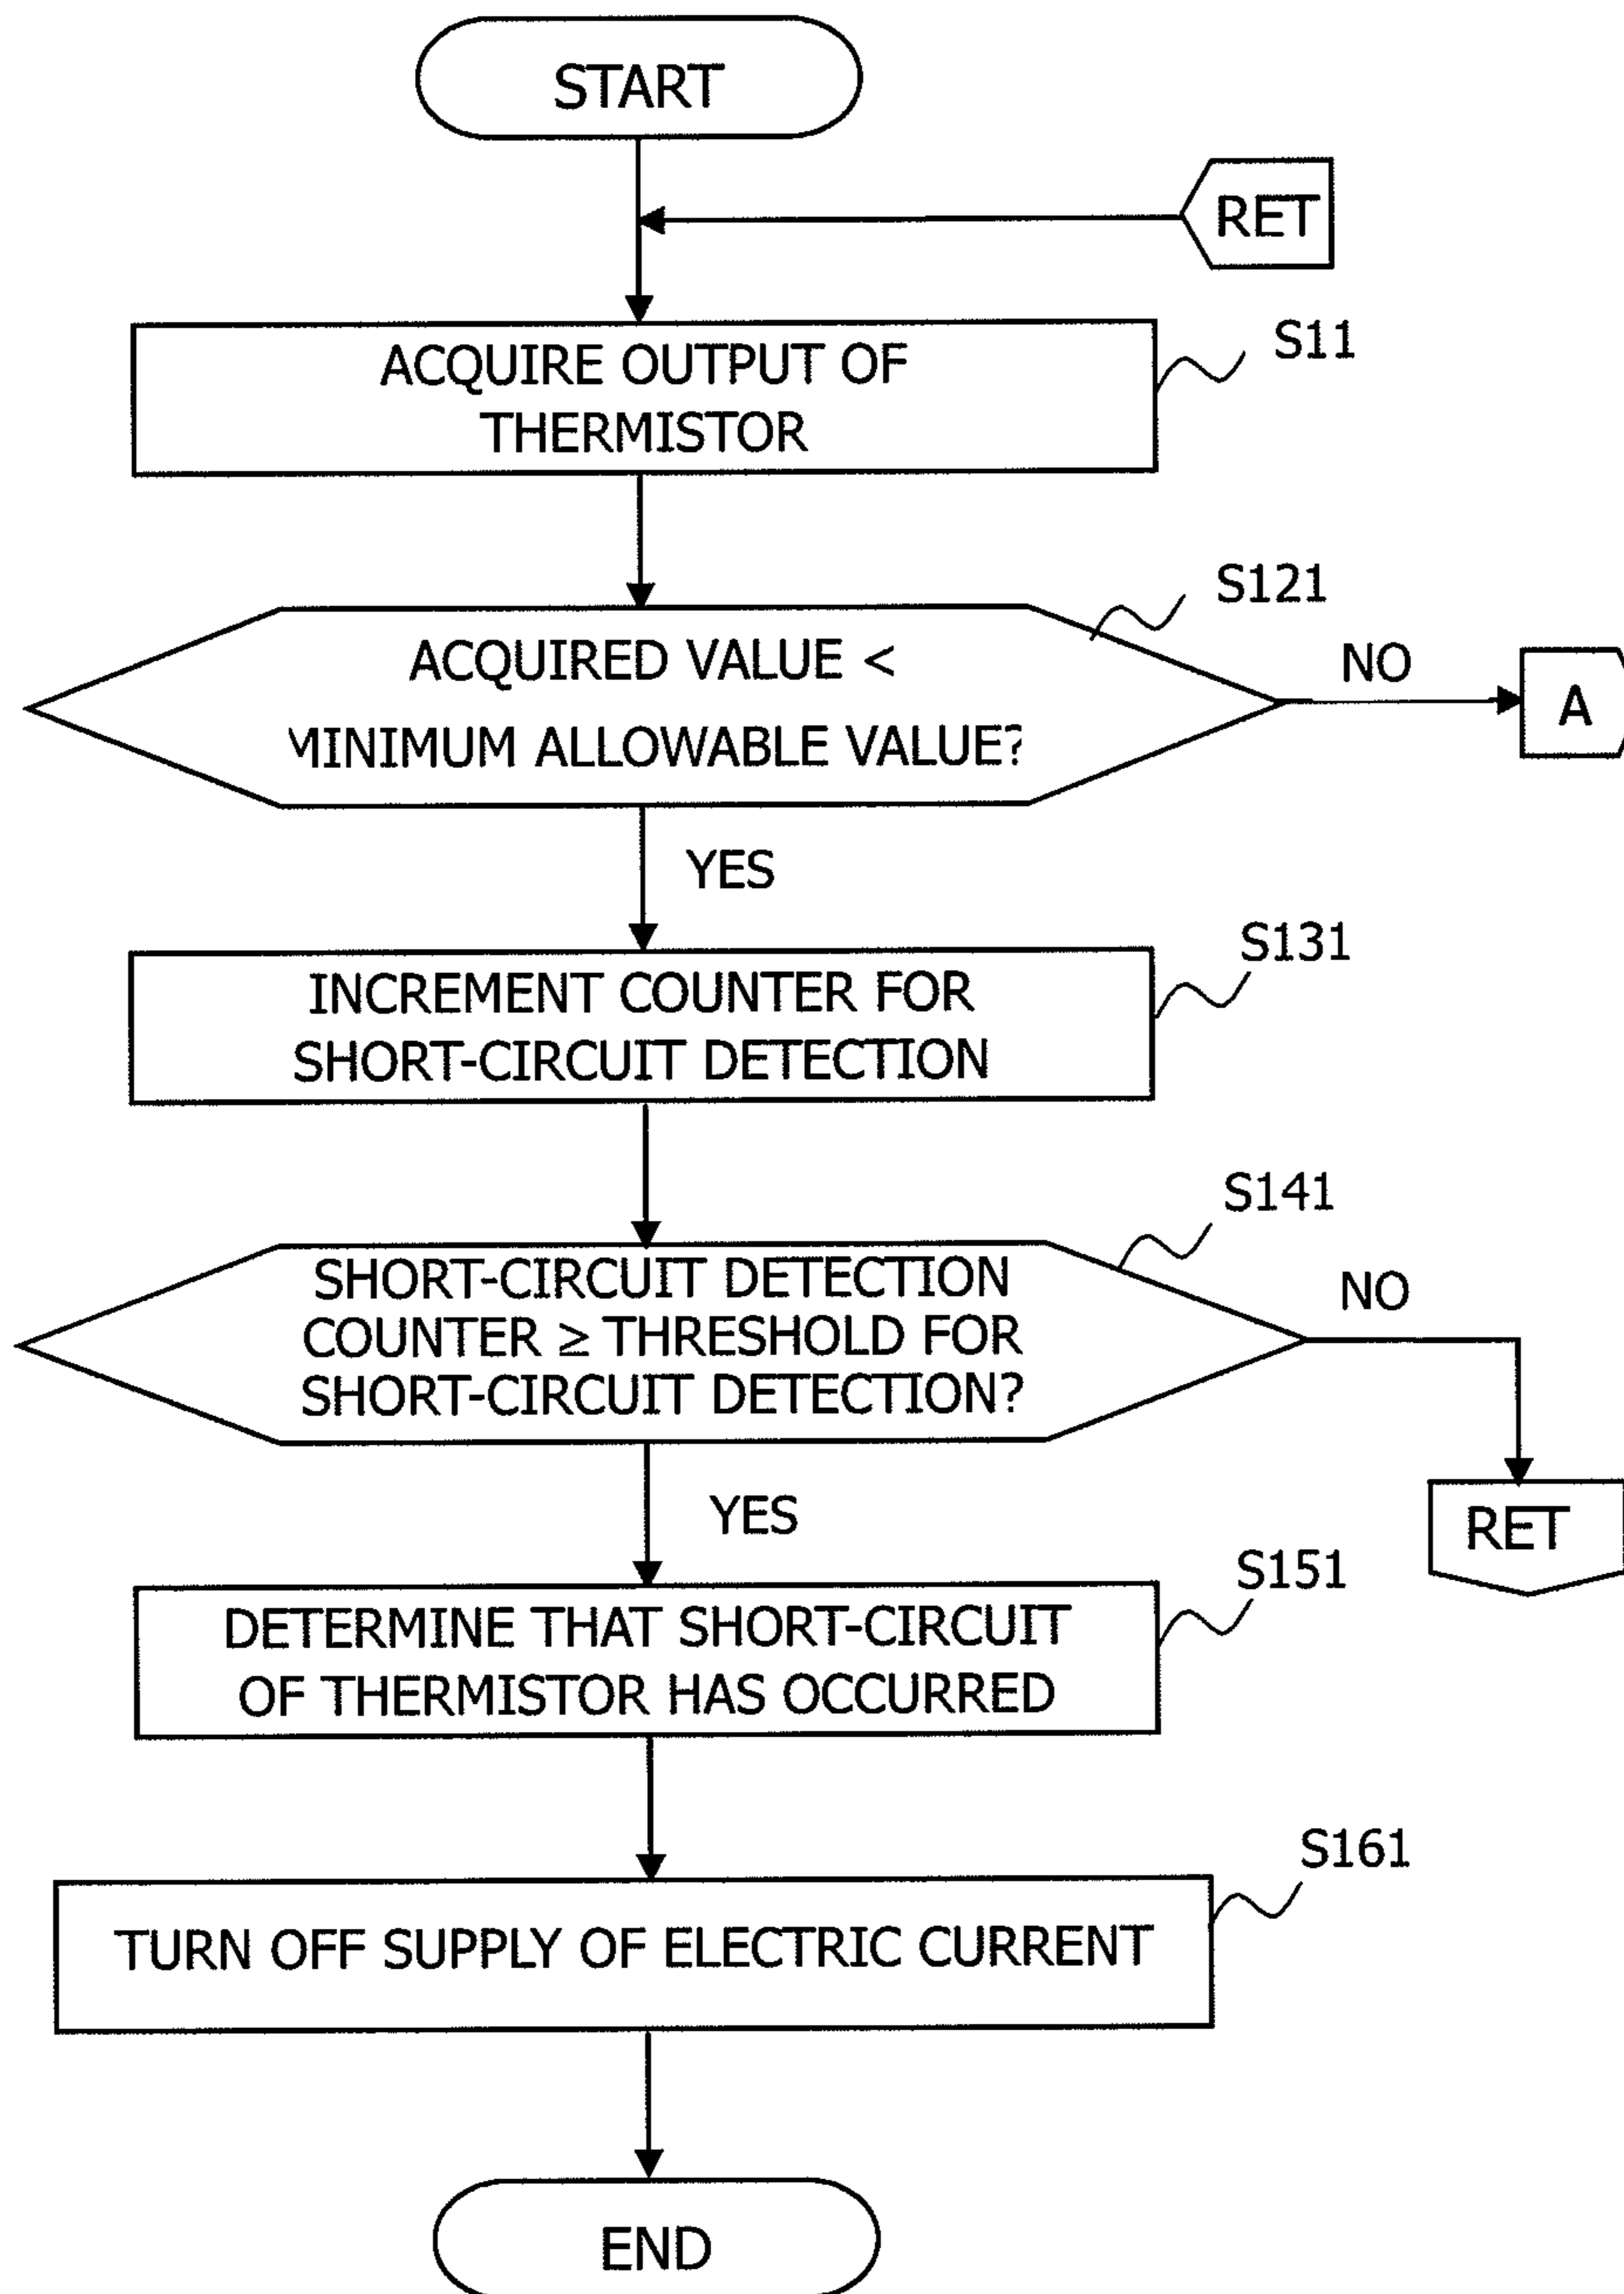 START
RET
ACQUIRE OUTPUT OF
THERMISTOR
S11
S121
ACQUIRED VALUE <
MINIMUM ALLOWABLE VALUE?
NO
A
YES
S131
INCREMENT COUNTER FOR
SHORT-CIRCUIT DETECTION
S141
SHORT-CIRCUIT DETECTION
COUNTER ≥ THRESHOLD FOR
SHORT-CIRCUIT DETECTION?
NO
RET
YES
S151
DETERMINE THAT SHORT-CIRCUIT
OF THERMISTOR HAS OCCURRED
S161
TURN OFF SUPPLY OF ELECTRIC CURRENT
END